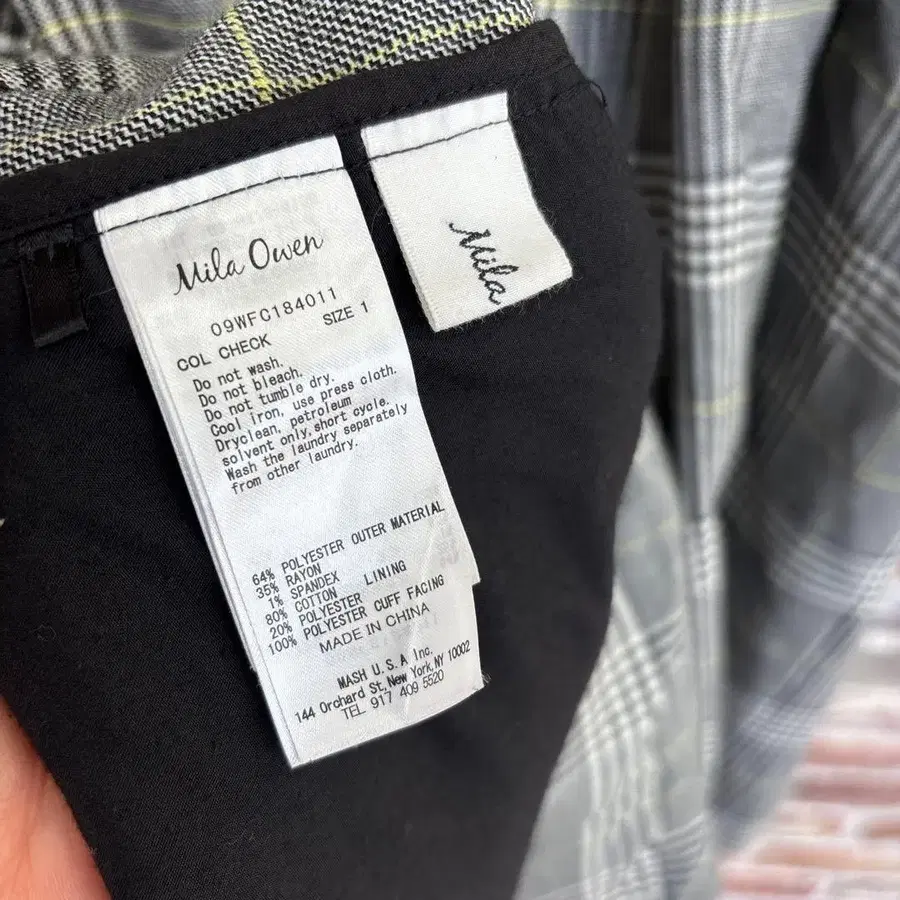 Mila Owen
09WFC184011
COL CHECK SIZE 1
Do not wash.
Do not bleach.
Do not tumble dry.
Cool iron, use press cloth.
Dryclean, petroleum
solvent only,short cycle.
Wash the laundry separately
from other laundry.
64% POLYESTER OUTER MATERIAL
35% RAYON
1% SPANDEX
80% COTTON LINING
20% POLYESTER
100% POLYESTER CUFF FACING
MADE IN CHINA
MASH U.S.A Inc.
144 Orchard St,New York,NY 10002
TEL 917 409 5520
Mila